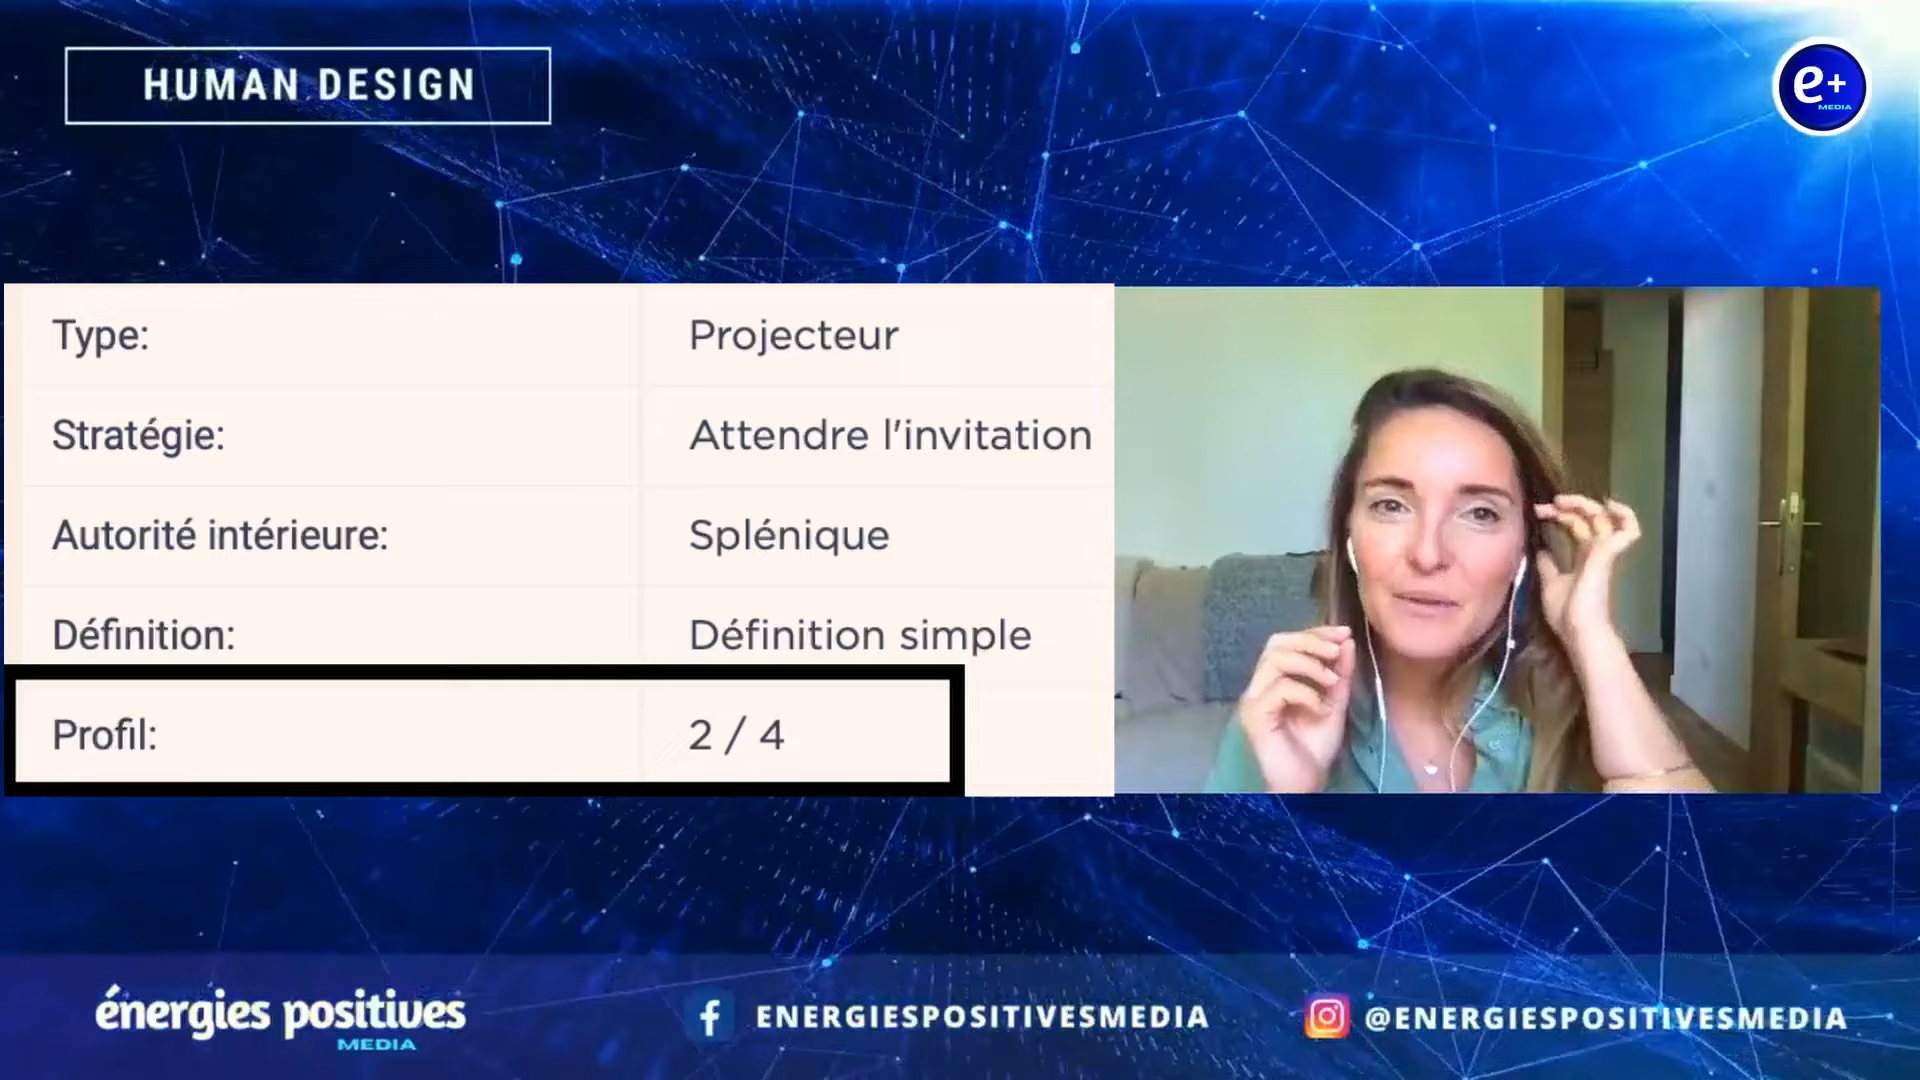 HUMAN DESIGN
e+
MEDIA
Type: Projecteur
Stratégie: Attendre l'invitation
Autorité intérieure: Splénique
Définition: Définition simple
Profil: 2 / 4
énergies positives
MEDIA
f ENERGIESPOSITIVESMEDIA
@ENERGIESPOSITIVESMEDIA